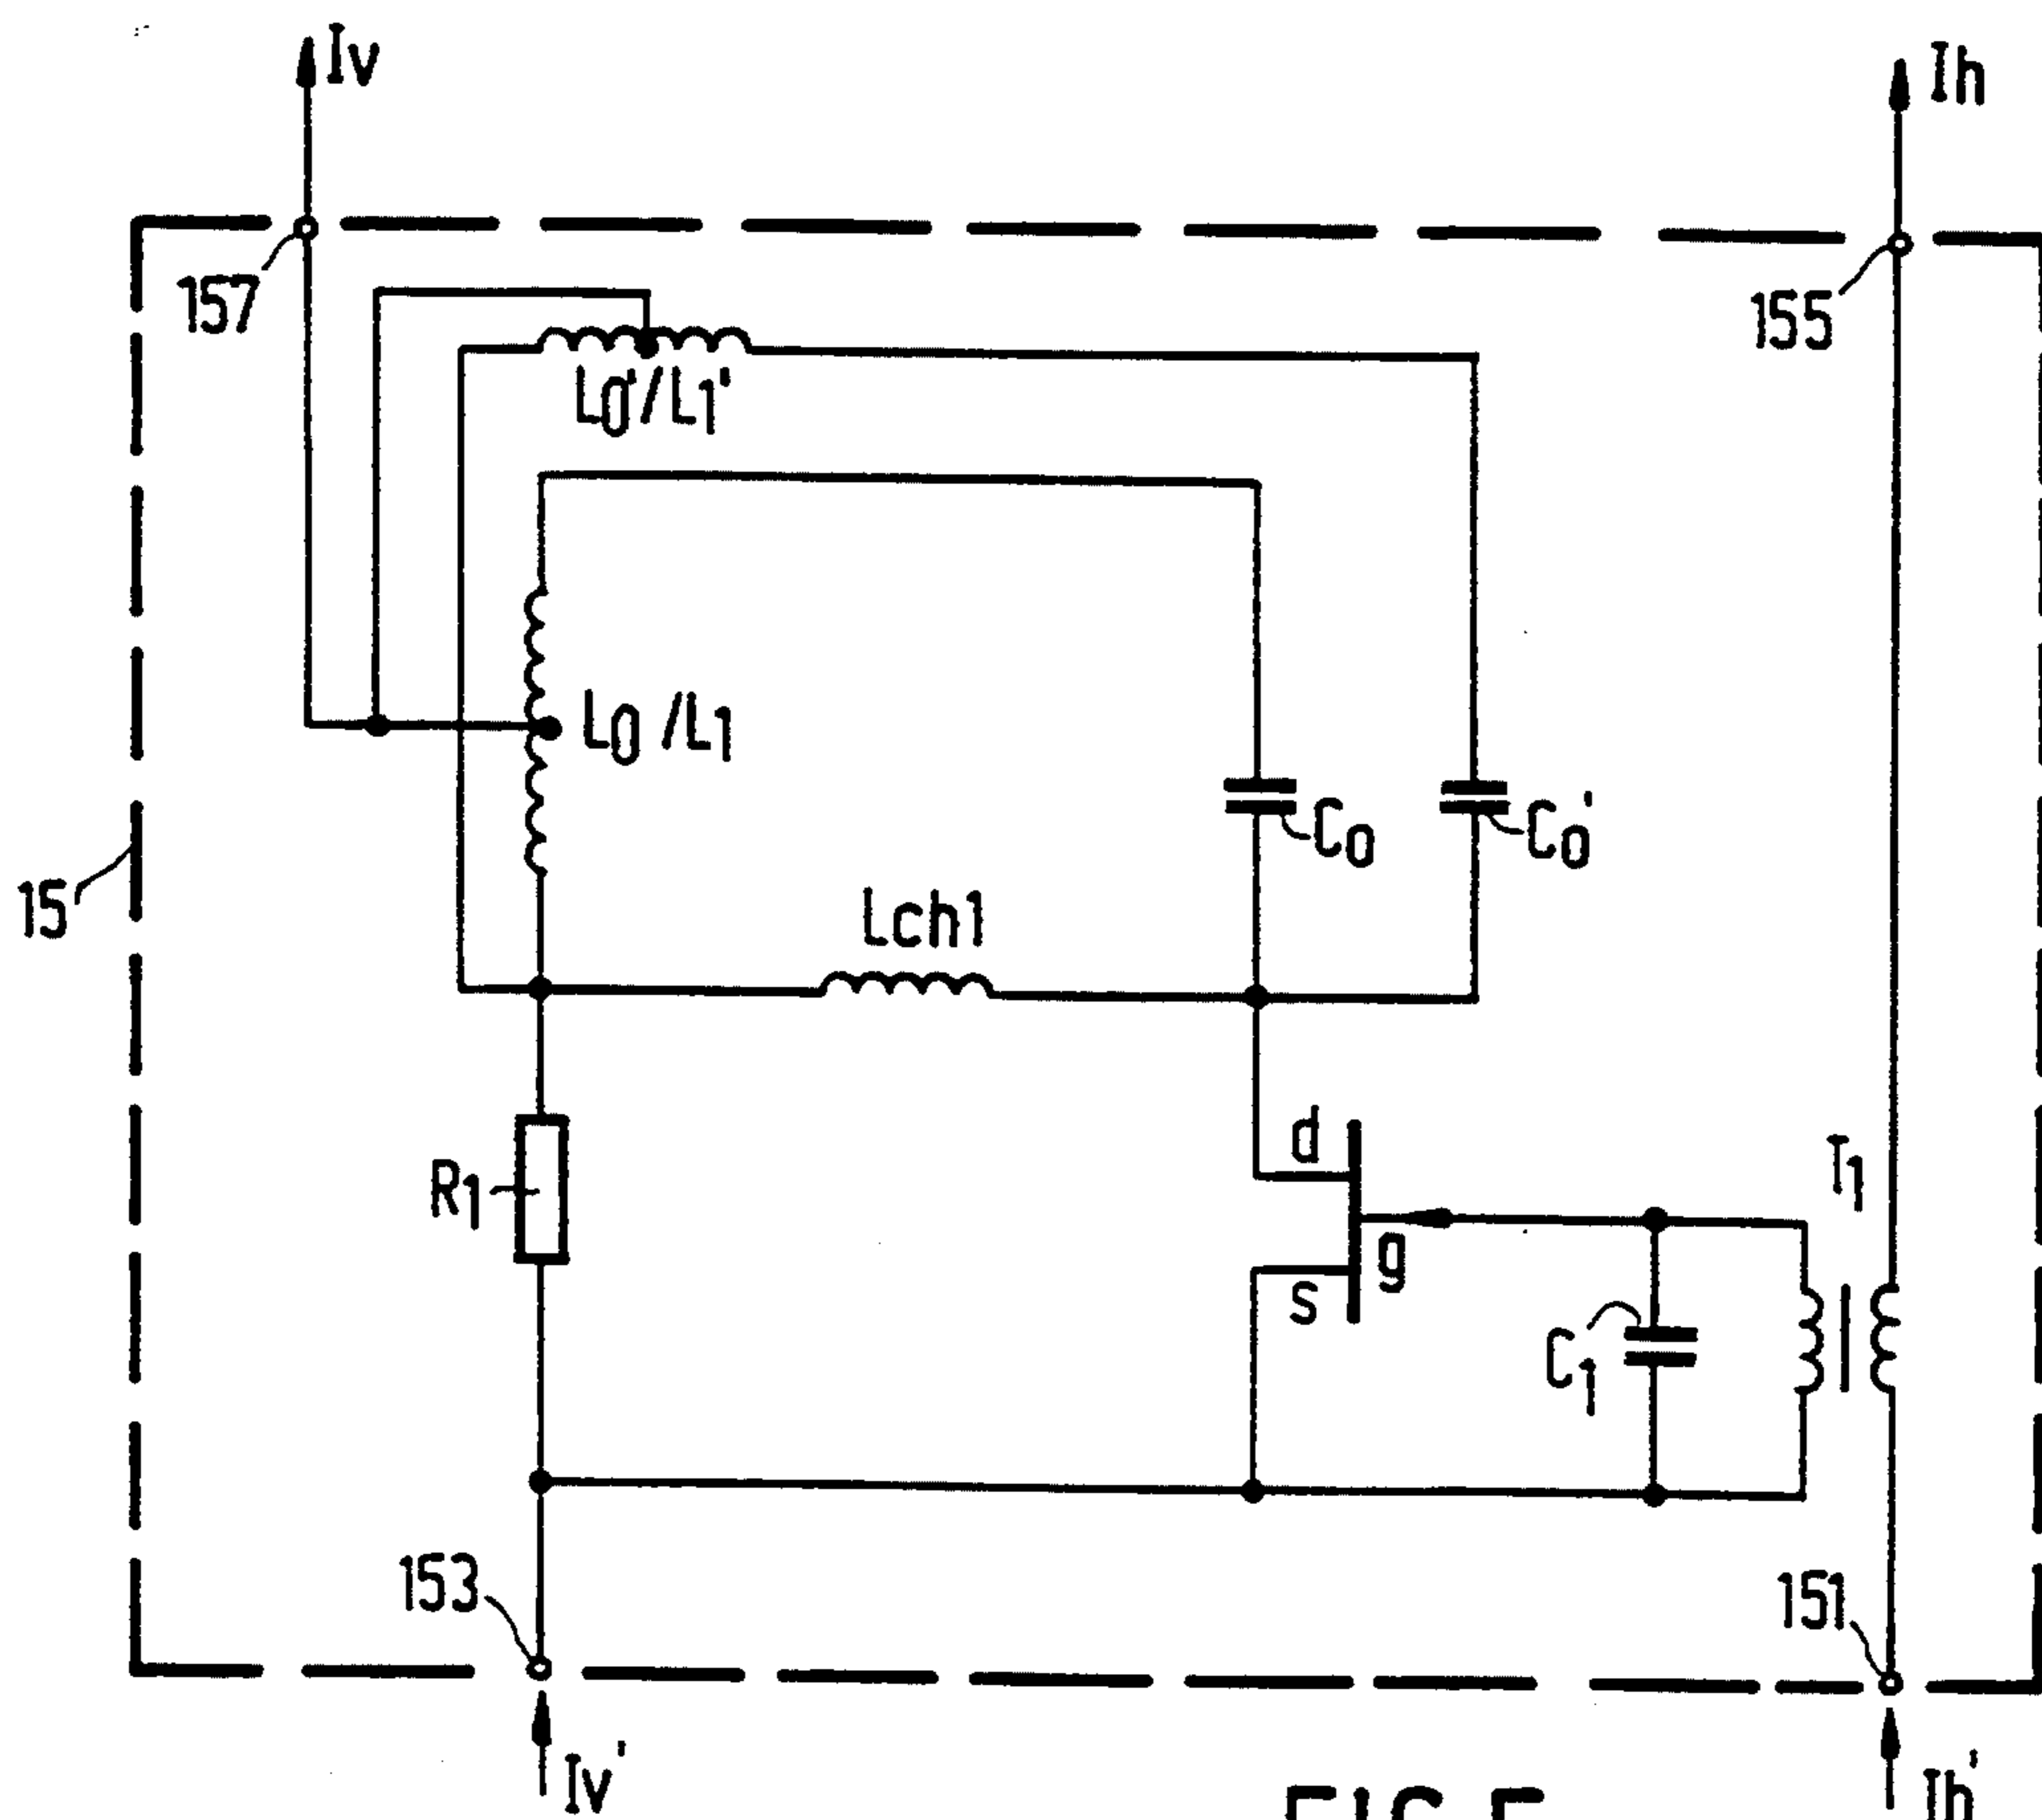 Iv
Ih
157
155
L0'/L1'
L0/L1
C0
C0'
15
Lch1
d
T1
R1
g
s
C1
153
151
Iv'
Ih'